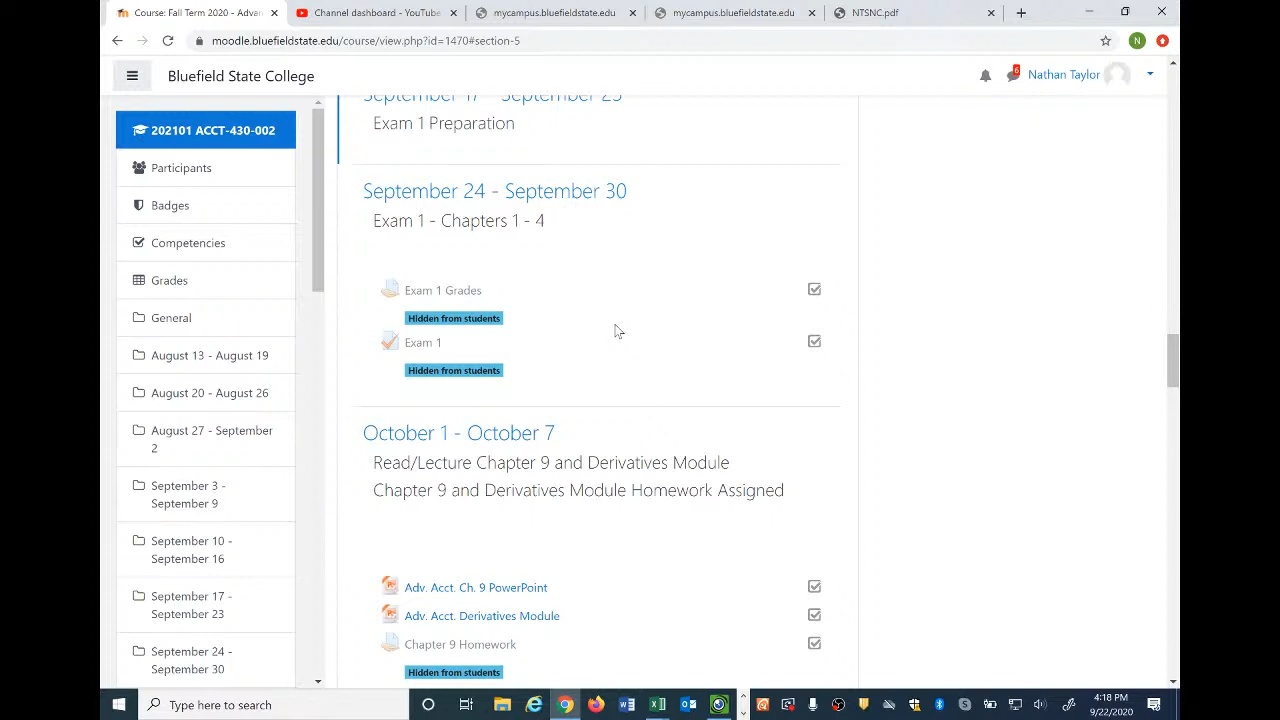 Course: Fall Term 2020 - Advan
Channel dashboard - YouTube
mycampus.bluefieldstate.edu
mycampus.bluefieldstate.edu
NTSNC.pdf
moodle.bluefieldstate.edu/course/view.php?id=1470#section-5
N
Bluefield State College
6
Nathan Taylor
202101 ACCT-430-002
Participants
Badges
Competencies
Grades
General
August 13 - August 19
August 20 - August 26
August 27 - September
2
September 3 -
September 9
September 10 -
September 16
September 17 -
September 23
September 24 -
September 30
September 17 - September 23
Exam 1 Preparation
September 24 - September 30
Exam 1 - Chapters 1 - 4
Exam 1 Grades
Hidden from students
Exam 1
Hidden from students
October 1 - October 7
Read/Lecture Chapter 9 and Derivatives Module
Chapter 9 and Derivatives Module Homework Assigned
Adv. Acct. Ch. 9 PowerPoint
Adv. Acct. Derivatives Module
Chapter 9 Homework
Hidden from students
Type here to search
4:18 PM
9/22/2020